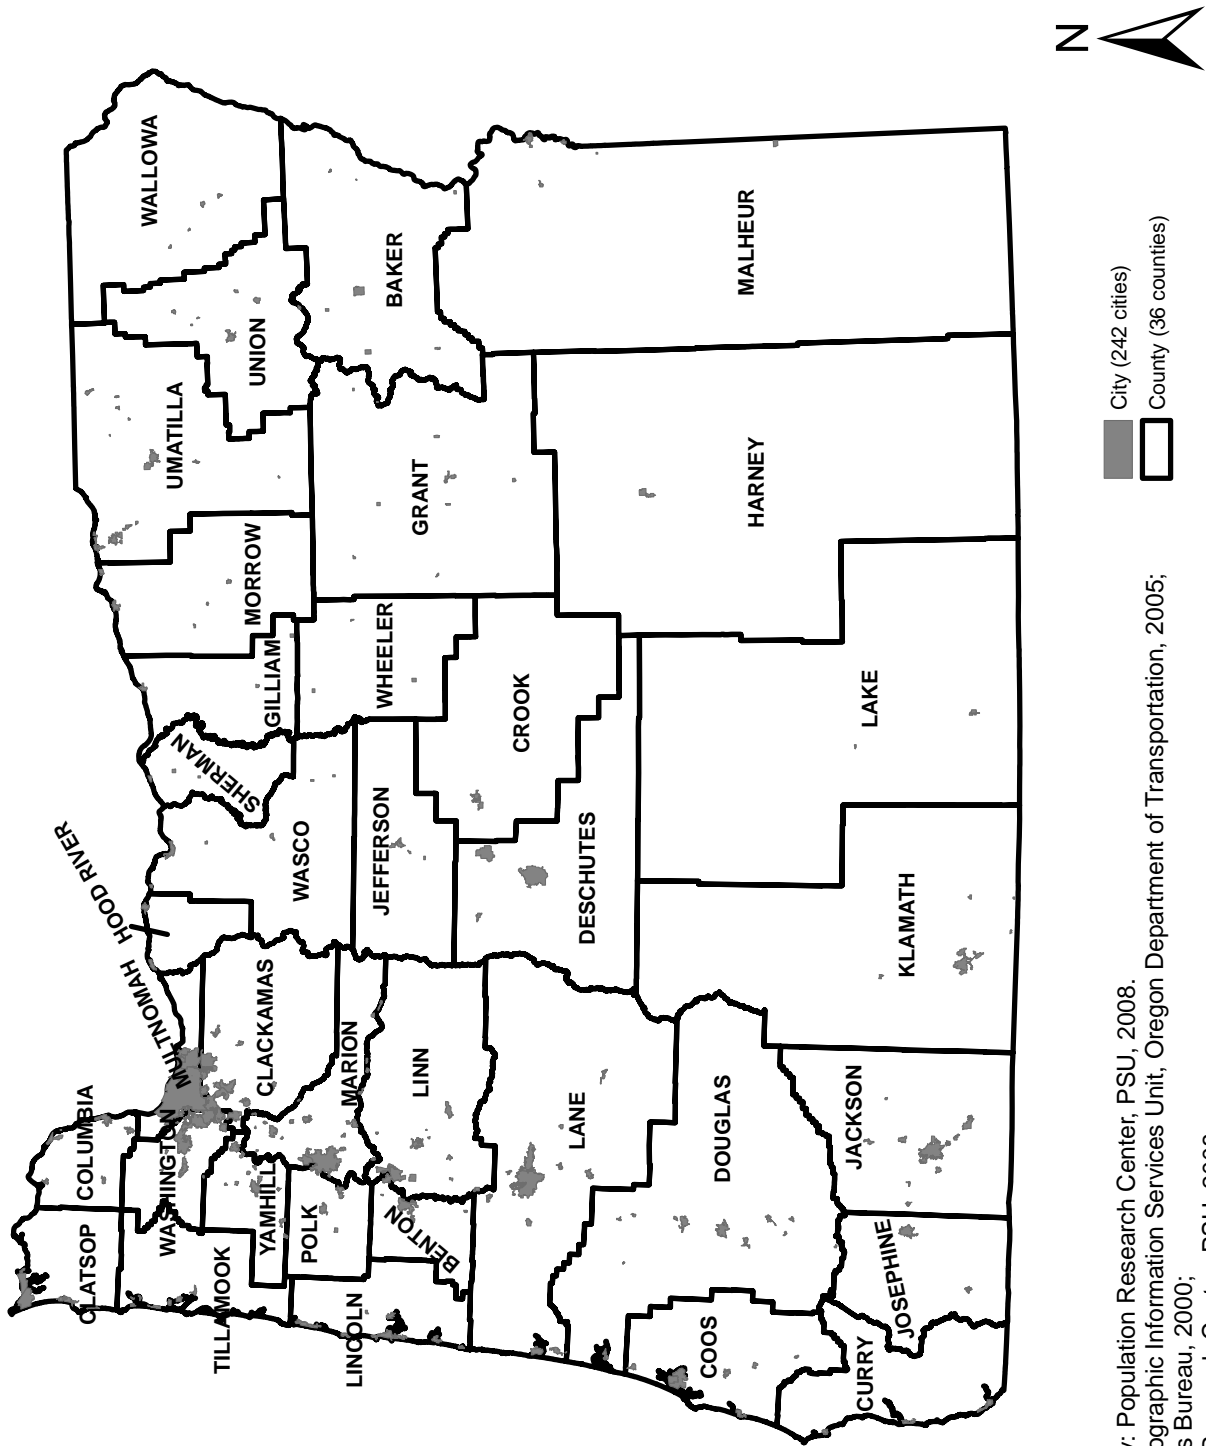 N
CLATSOP
COLUMBIA
MULTNOMAH
HOOD RIVER
WASHINGTON
TILLAMOOK
YAMHILL
CLACKAMAS
SHERMAN
GILLIAM
MORROW
UMATILLA
UNION
WALLOWA
POLK
MARION
WASCO
LINCOLN
BENTON
LINN
JEFFERSON
WHEELER
GRANT
BAKER
LANE
DESCHUTES
CROOK
COOS
DOUGLAS
HARNEY
MALHEUR
CURRY
JOSEPHINE
JACKSON
KLAMATH
LAKE
City (242 cities)
County (36 counties)
: Population Research Center, PSU, 2008.
ographic Information Services Unit, Oregon Department of Transportation, 2005;
s Bureau, 2000;